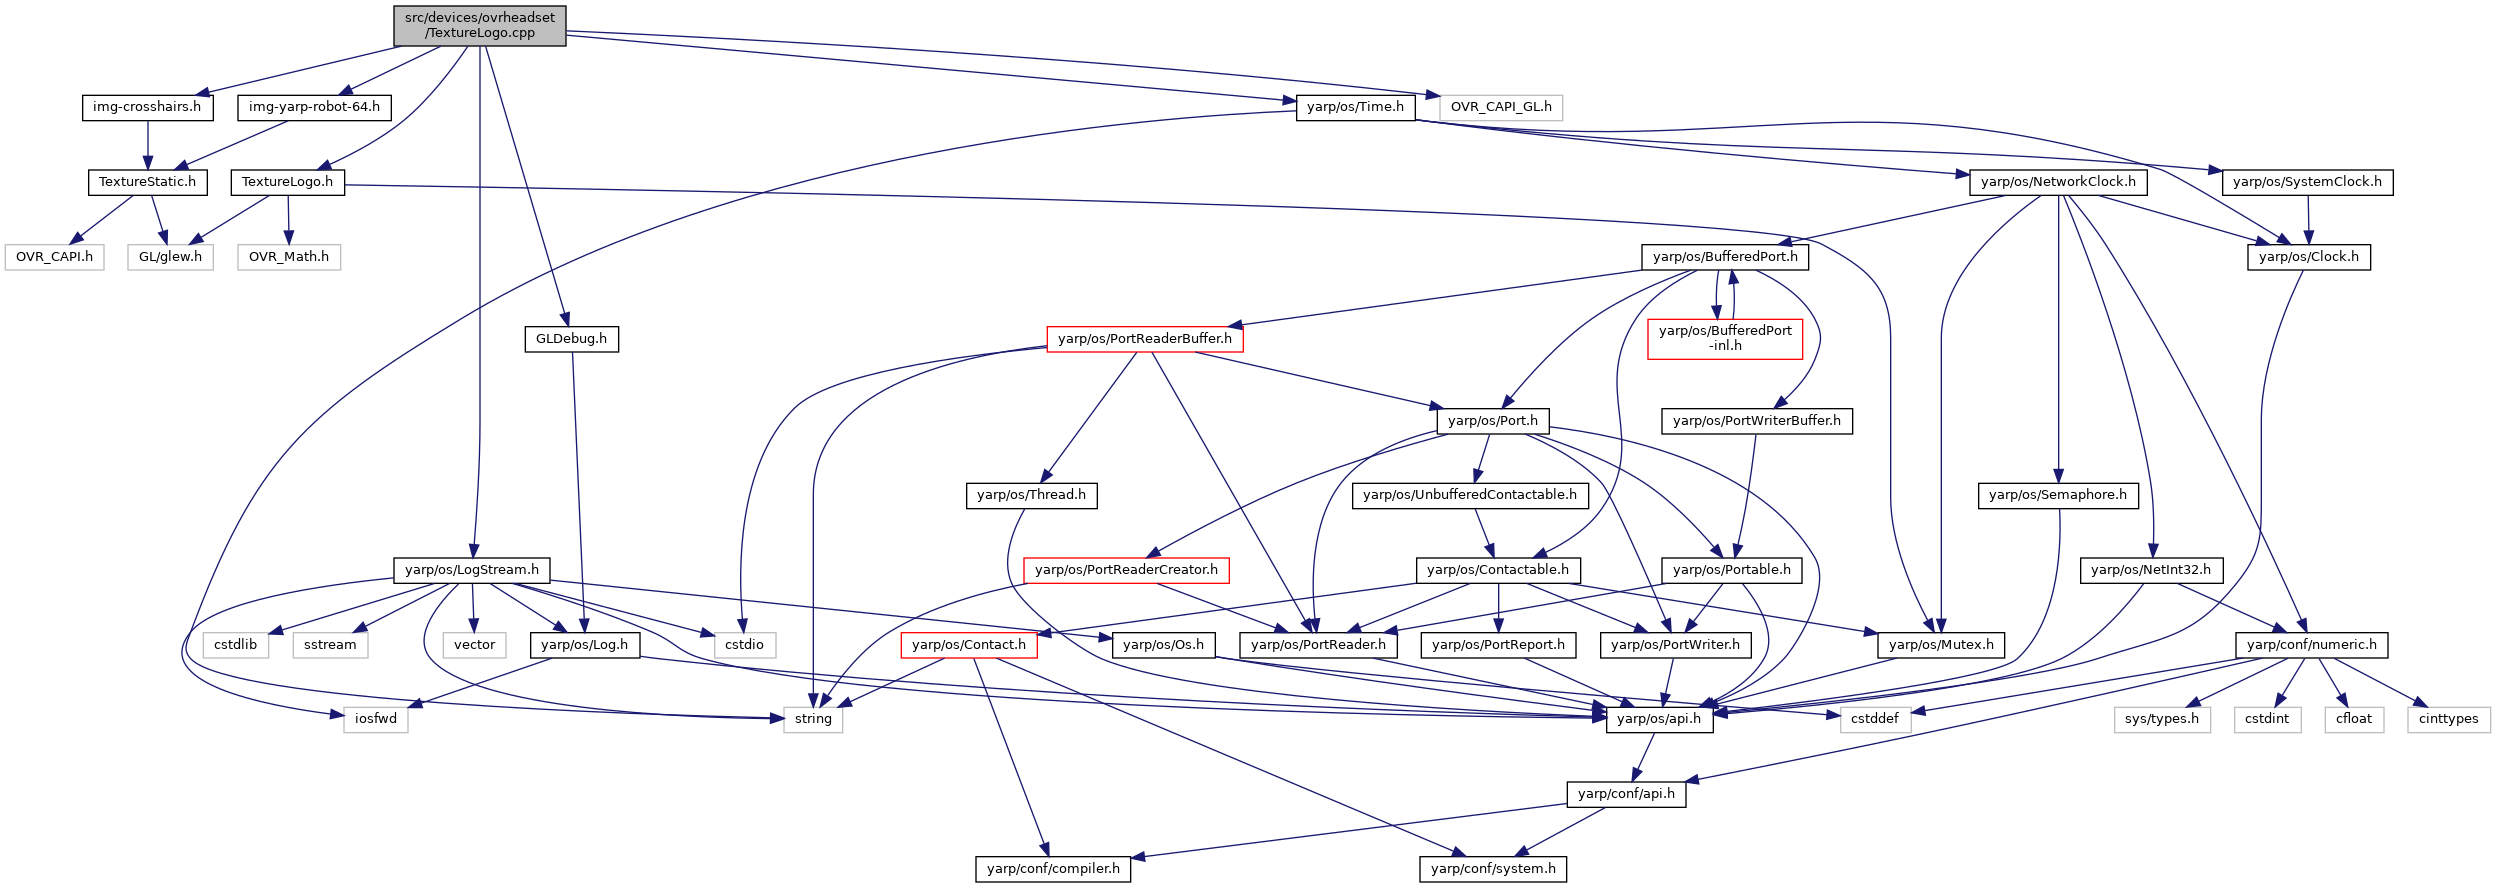 src/devices/ovrheadset
/TextureLogo.cpp
img-crosshairs.h
img-yarp-robot-64.h
yarp/os/Time.h
OVR_CAPI_GL.h
TextureStatic.h
TextureLogo.h
yarp/os/NetworkClock.h
yarp/os/SystemClock.h
OVR_CAPI.h
GL/glew.h
OVR_Math.h
yarp/os/BufferedPort.h
yarp/os/Clock.h
GLDebug.h
yarp/os/PortReaderBuffer.h
yarp/os/BufferedPort
-inl.h
yarp/os/Port.h
yarp/os/PortWriterBuffer.h
yarp/os/Thread.h
yarp/os/UnbufferedContactable.h
yarp/os/Semaphore.h
yarp/os/LogStream.h
yarp/os/PortReaderCreator.h
yarp/os/Contactable.h
yarp/os/Portable.h
yarp/os/NetInt32.h
cstdlib
sstream
vector
yarp/os/Log.h
cstdio
yarp/os/Contact.h
yarp/os/Os.h
yarp/os/PortReader.h
yarp/os/PortReport.h
yarp/os/PortWriter.h
yarp/os/Mutex.h
yarp/conf/numeric.h
iosfwd
string
yarp/os/api.h
cstddef
sys/types.h
cstdint
cfloat
cinttypes
yarp/conf/api.h
yarp/conf/compiler.h
yarp/conf/system.h